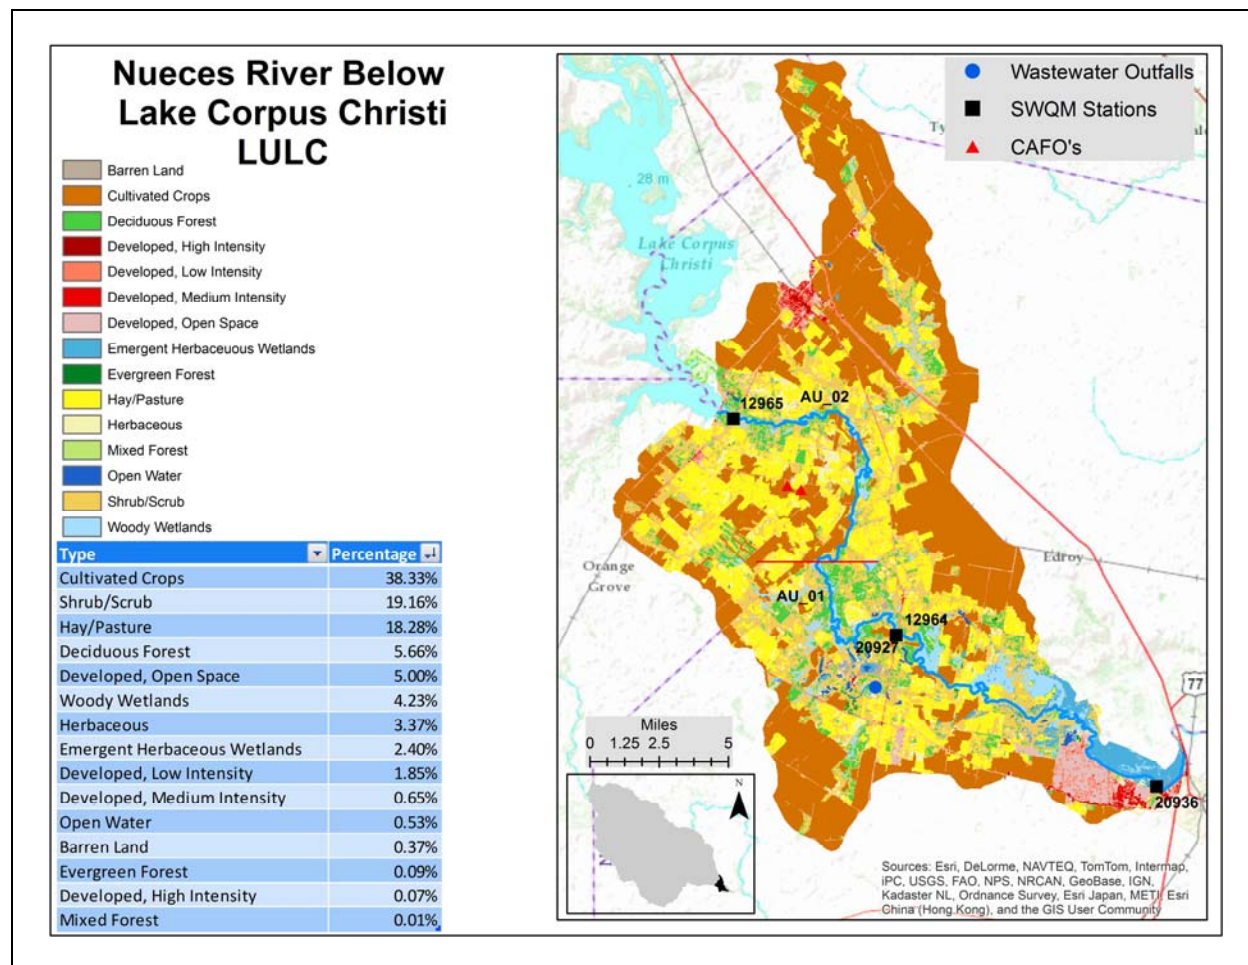 Nueces River Below
Lake Corpus Christi
LULC
Barren Land
Cultivated Crops
Deciduous Forest
Developed, High Intensity
Developed, Low Intensity
Developed, Medium Intensity
Developed, Open Space
Emergent Herbaceuous Wetlands
Evergreen Forest
Hay/Pasture
Herbaceous
Mixed Forest
Open Water
Shrub/Scrub
Woody Wetlands
Type Percentage
Cultivated Crops 38.33%
Shrub/Scrub 19.16%
Hay/Pasture 18.28%
Deciduous Forest 5.66%
Developed, Open Space 5.00%
Woody Wetlands 4.23%
Herbaceous 3.37%
Emergent Herbaceous Wetlands 2.40%
Developed, Low Intensity 1.85%
Developed, Medium Intensity 0.65%
Open Water 0.53%
Barren Land 0.37%
Evergreen Forest 0.09%
Developed, High Intensity 0.07%
Mixed Forest 0.01%
Wastewater Outfalls
SWQM Stations
CAFO's
28 m
Lake Corpus
Christi
12965
AU_02
Orange
Grove
Edroy
AU_01
12964
20927
77
Miles
0 1.25 2.5 5
N
20936
Sources: Esri, DeLorme, NAVTEQ, TomTom, Intermap,
iPC, USGS, FAO, NPS, NRCAN, GeoBase, IGN,
Kadaster NL, Ordnance Survey, Esri Japan, METI, Esri
China (Hong Kong), and the GIS User Community